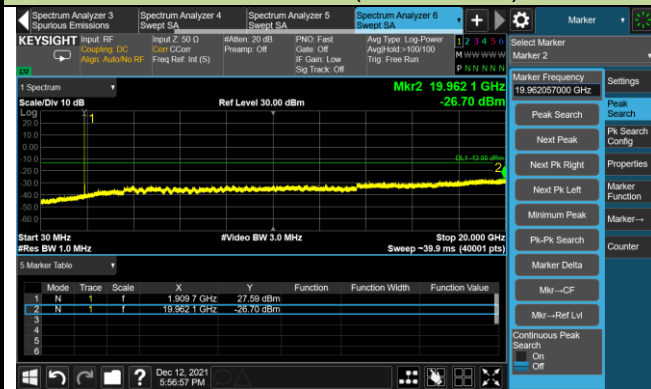 Spectrum Analyzer 3
Spurious Emissions
Spectrum Analyzer 4
Swept SA
Spectrum Analyzer 5
Swept SA
Spectrum Analyzer 6
Swept SA
Marker
KEYSIGHT
Input: RF
Coupling: DC
Align: Auto/No RF
Input Z: 50 Ω
Corr CCorr
Freq Ref: Int (S)
#Atten: 20 dB
Preamp: Off
PNO: Fast
Gate: Off
IF Gain: Low
Sig Track: Off
Avg Type: Log-Power
Avg|Hold:>100/100
Trig: Free Run
1 2 3 4 5 6
M W W W W W
P N N N N N
LXI
Select Marker
Marker 2
1 Spectrum
Mkr2 19.962 1 GHz
-26.70 dBm
Scale/Div 10 dB
Ref Level 30.00 dBm
Log
20.0
10.0
0.00
-10.0
-20.0
-30.0
-40.0
-50.0
-60.0
1
DL1 -13.00 dBm
2
Start 30 MHz
#Res BW 1.0 MHz
#Video BW 3.0 MHz
Stop 20.000 GHz
Sweep ~39.9 ms (40001 pts)
5 Marker Table
Mode Trace Scale X Y Function Function Width Function Value
1 N 1 f 1.909 7 GHz 27.59 dBm
2 N 1 f 19.962 1 GHz -26.70 dBm
3
4
5
6
Marker Frequency
19.962057000 GHz
Peak Search
Next Peak
Next Pk Right
Next Pk Left
Minimum Peak
Pk-Pk Search
Marker Delta
Mkr→CF
Mkr→Ref Lvl
Continuous Peak
Search
On
Off
Settings
Peak
Search
Pk Search
Config
Properties
Marker
Function
Marker→
Counter
?
Dec 12, 2021
5:56:57 PM